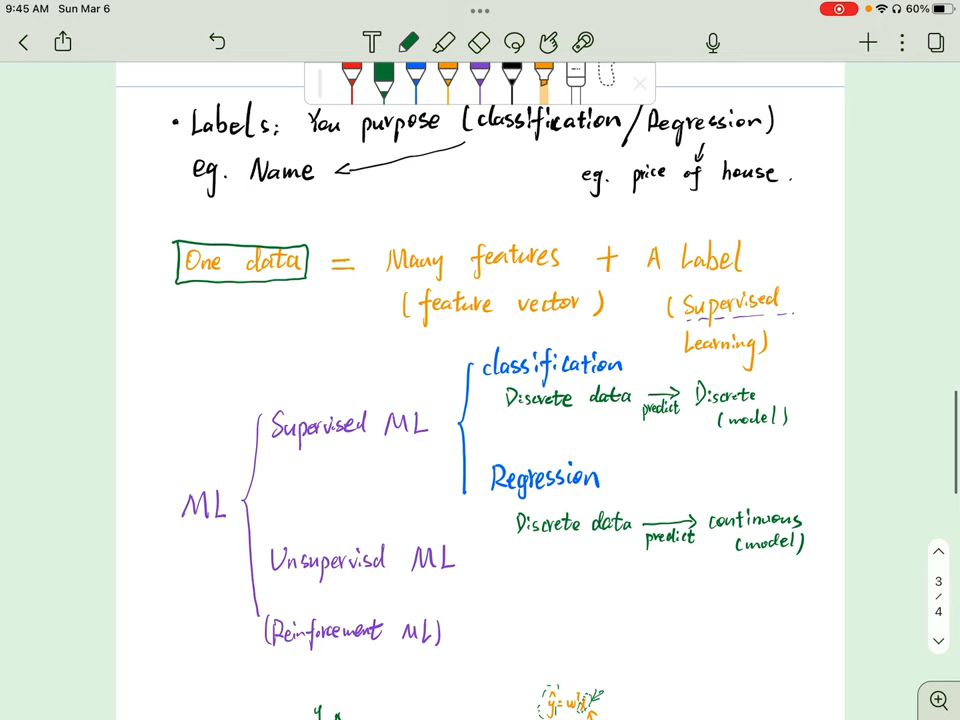 9:45 AM Sun Mar 6
60%
• Labels: You purpose (classification/Regression)
eg. Name
eg. price of house.
One data = Many features + A Label
(feature vector) (Supervised
Learning)
classification
Discrete data predict Discrete
(model)
Supervised ML
Regression
ML
Discrete data predict continuous
(model)
Unsupervisd ML
(Reinforcement ML)
3
/
4
y